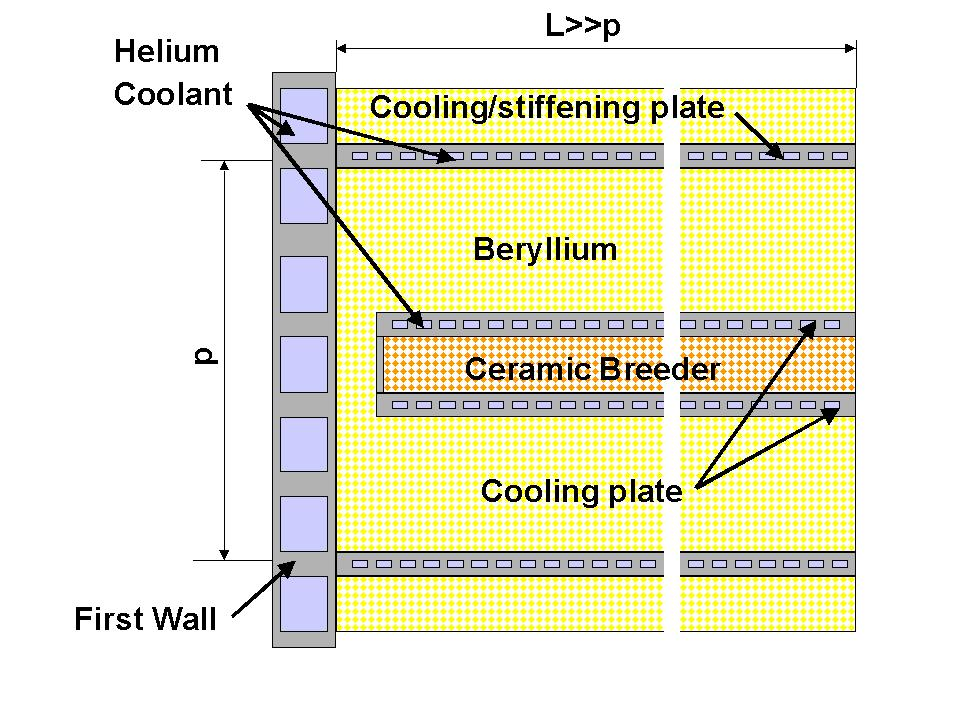 L>>p
Helium
Coolant
Cooling/stiffening plate
Beryllium
p
Ceramic Breeder
Cooling plate
First Wall